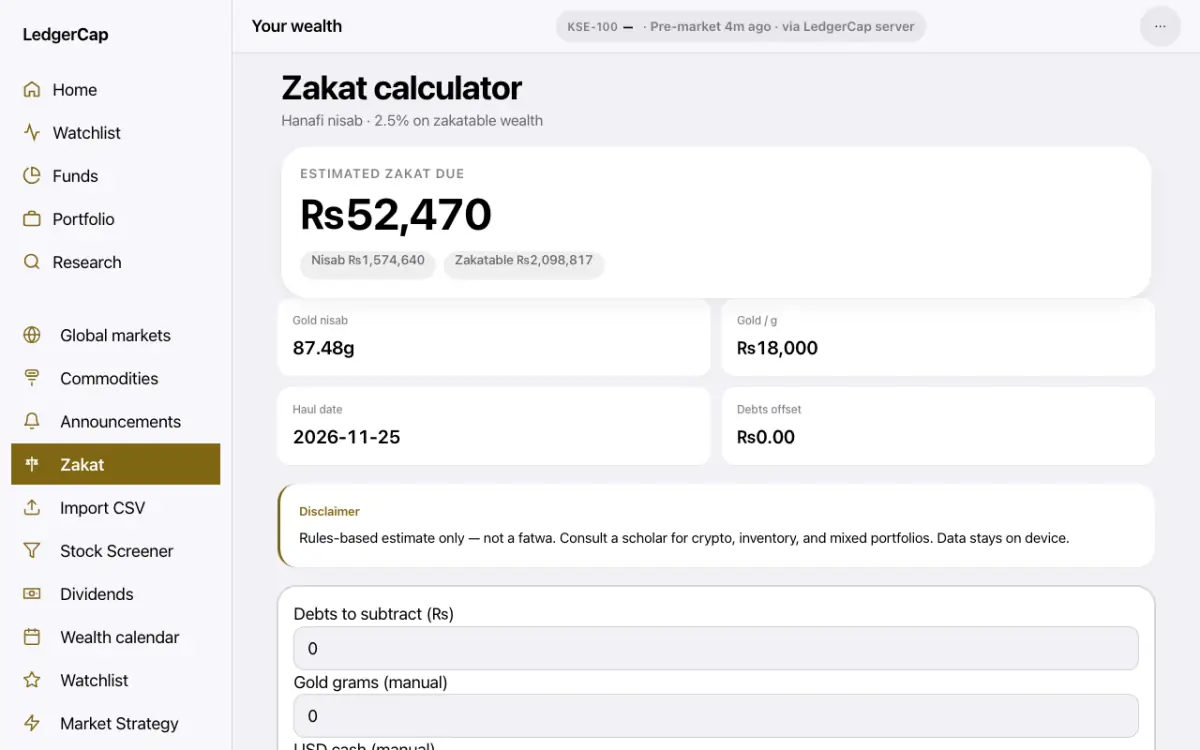 LedgerCap
Home
Watchlist
Funds
Portfolio
Research
Global markets
Commodities
Announcements
Zakat
Import CSV
Stock Screener
Dividends
Wealth calendar
Watchlist
Market Strategy
Your wealth
KSE-100 — · Pre-market 4m ago · via LedgerCap server
...
Zakat calculator
Hanafi nisab · 2.5% on zakatable wealth
ESTIMATED ZAKAT DUE
₨52,470
Nisab ₨1,574,640
Zakatable ₨2,098,817
Gold nisab
87.48g
Gold / g
₨18,000
Haul date
2026-11-25
Debts offset
₨0.00
Disclaimer
Rules-based estimate only — not a fatwa. Consult a scholar for crypto, inventory, and mixed portfolios. Data stays on device.
Debts to subtract (₨)
0
Gold grams (manual)
0
USD cash (manual)